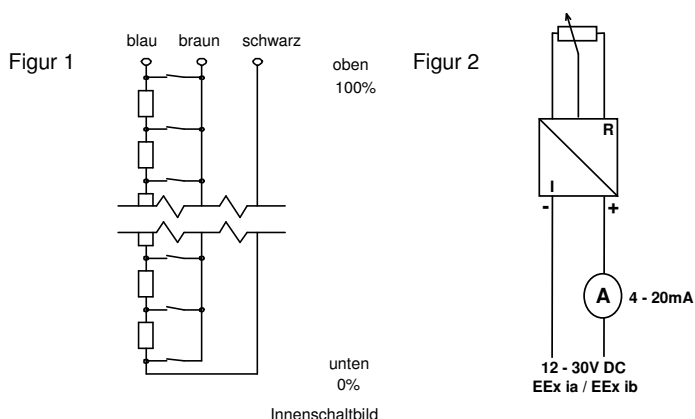 Figur 1
blau braun schwarz
oben
100%
unten
0%
Innenschaltbild
Figur 2
R
I
- +
A 4 - 20mA
12 - 30V DC
EEx ia / EEx ib